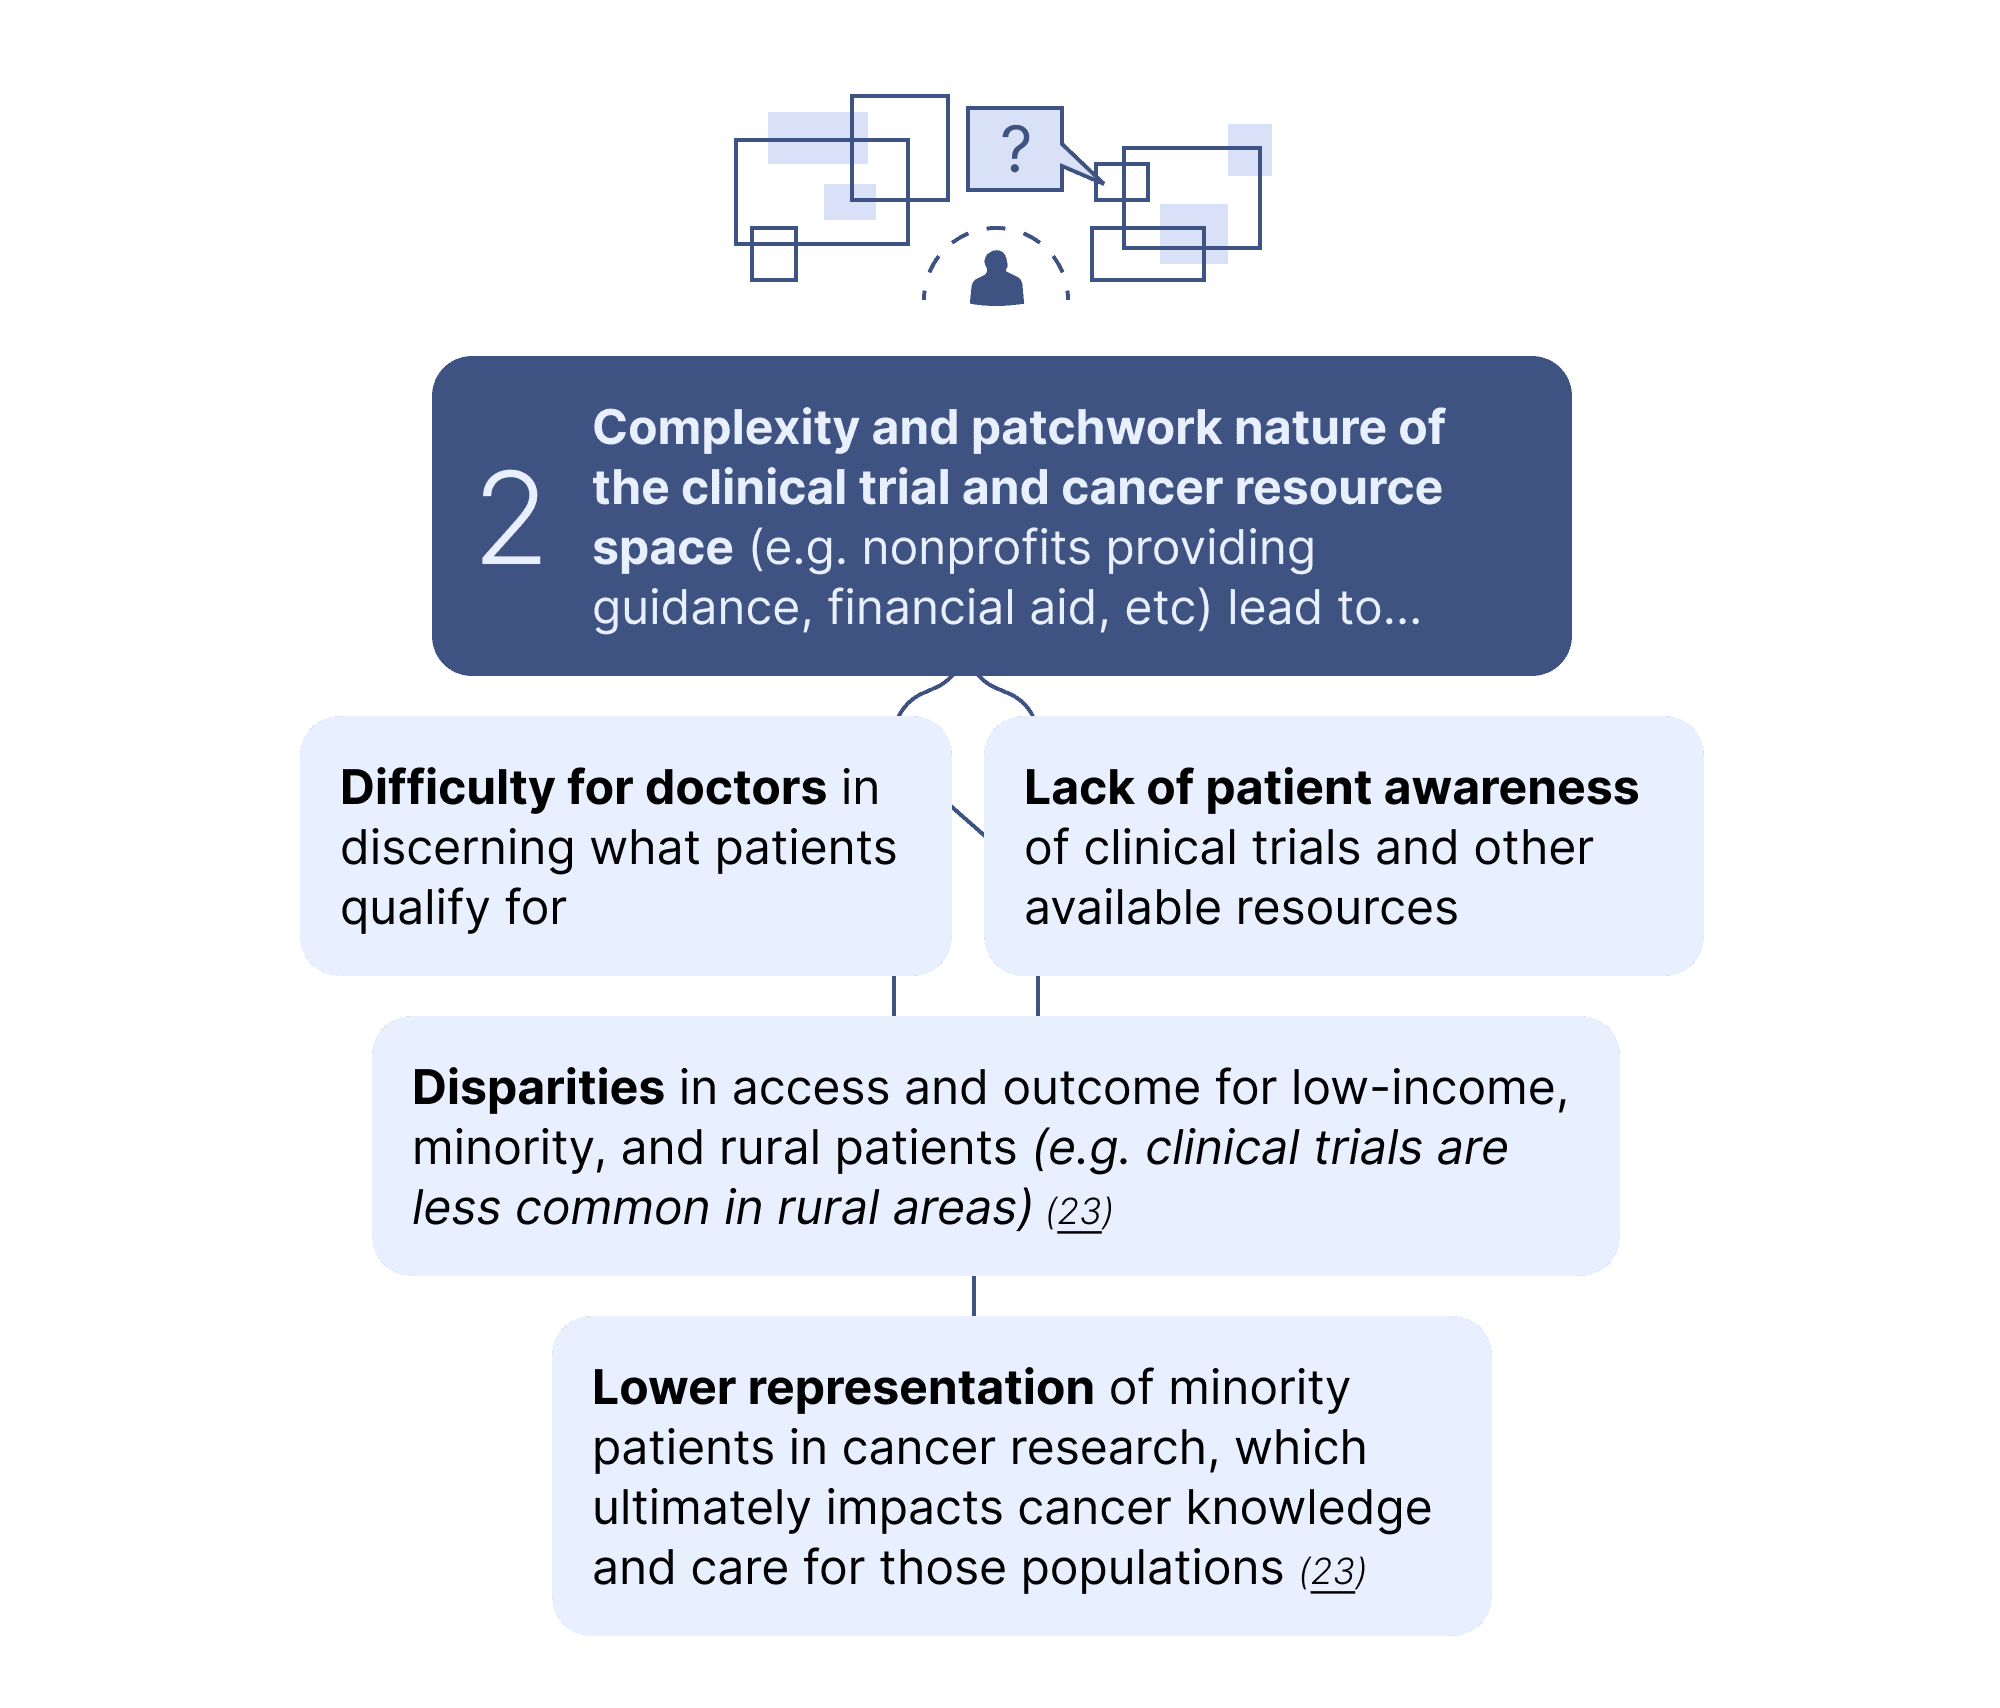 ?
2
Complexity and patchwork nature of
the clinical trial and cancer resource
space (e.g. nonprofits providing
guidance, financial aid, etc) lead to...
Difficulty for doctors in
discerning what patients
qualify for
Lack of patient awareness
of clinical trials and other
available resources
Disparities in access and outcome for low-income,
minority, and rural patients (e.g. clinical trials are
less common in rural areas) (23)
Lower representation of minority
patients in cancer research, which
ultimately impacts cancer knowledge
and care for those populations (23)